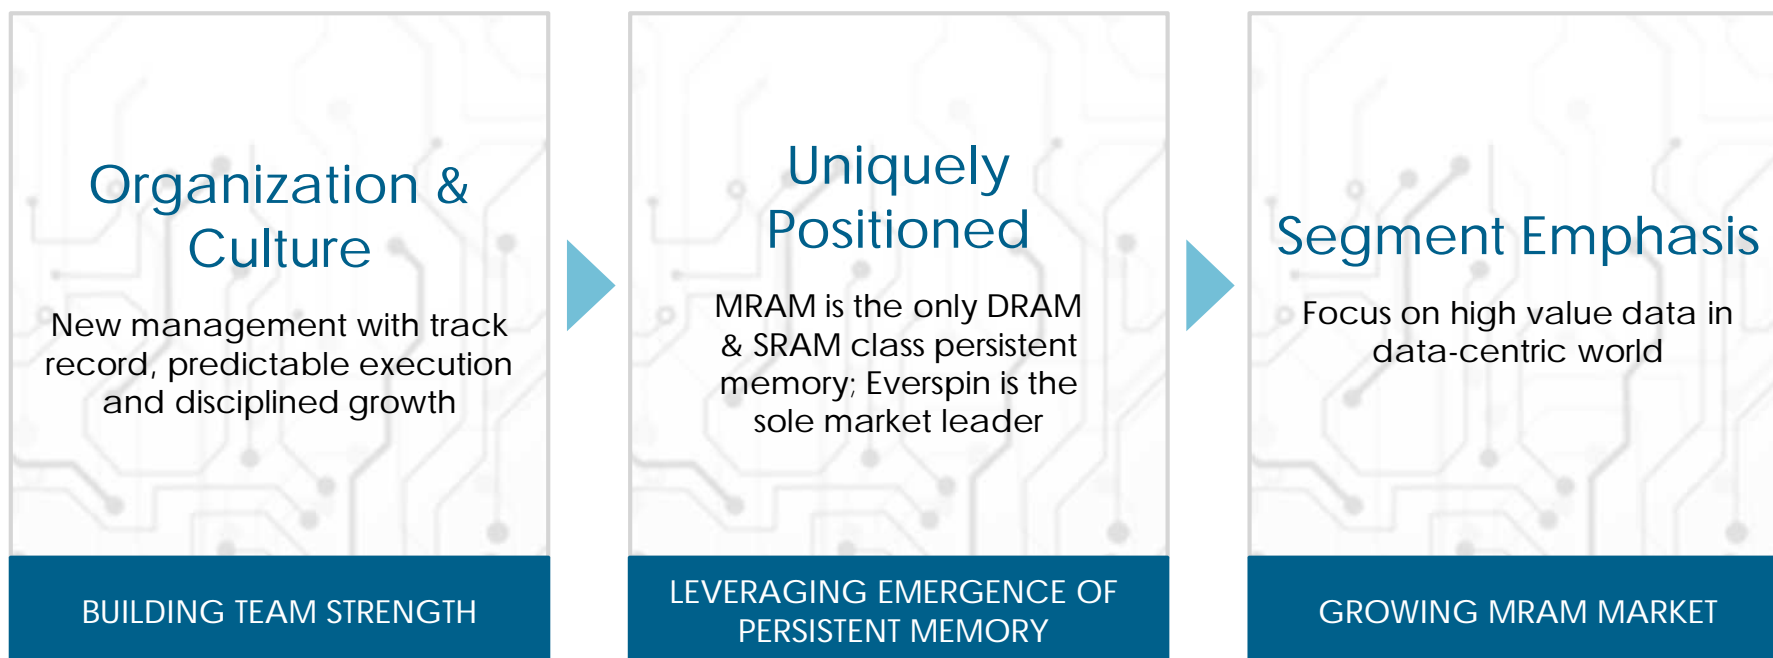 Organization &
Culture
New management with track
record, predictable execution
and disciplined growth
BUILDING TEAM STRENGTH
Uniquely
Positioned
MRAM is the only DRAM
& SRAM class persistent
memory; Everspin is the
sole market leader
LEVERAGING EMERGENCE OF
PERSISTENT MEMORY
Segment Emphasis
Focus on high value data in
data-centric world
GROWING MRAM MARKET